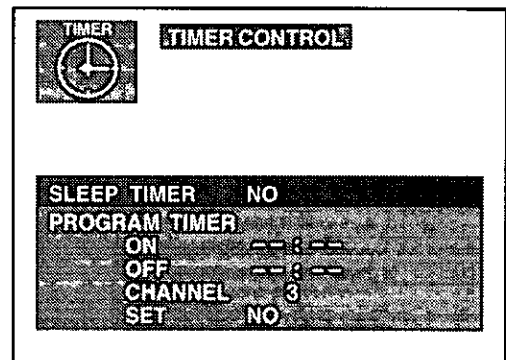 TIMER
TIMER CONTROL
SLEEP TIMER NO
PROGRAM TIMER
ON --:--
OFF --:--
CHANNEL 3
SET NO